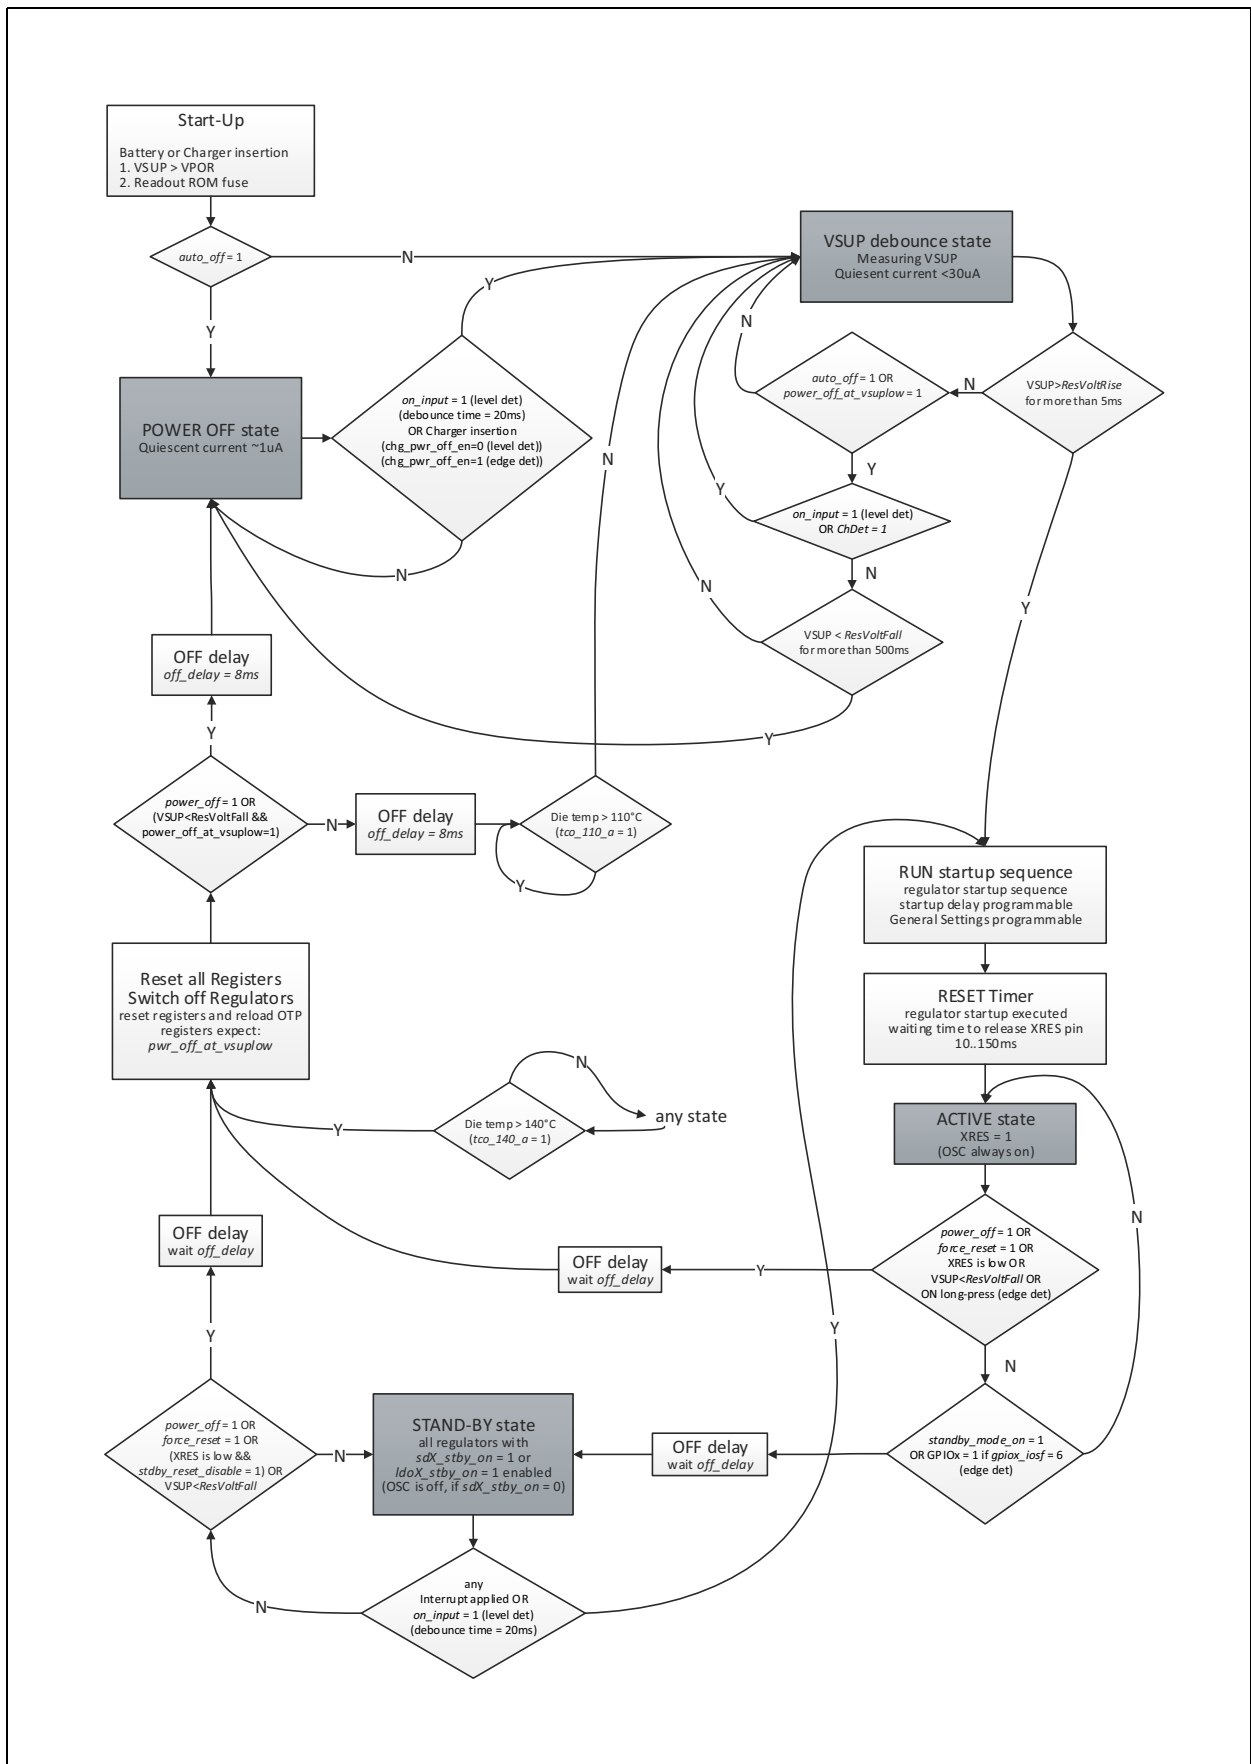 Start-Up
Battery or Charger insertion
1. VSUP > VPOR
2. Readout ROM fuse
auto_off = 1
N
Y
VSUP debounce state
Measuring VSUP
Quiesent current <30uA
Y
N
auto_off = 1 OR
power_off_at_vsuplow = 1
N
VSUP>ResVoltRise
for more than 5ms
POWER OFF state
Quiescent current ~1uA
on_input = 1 (level det)
(debounce time = 20ms)
OR Charger insertion
(chg_pwr_off_en=0 (level det))
(chg_pwr_off_en=1 (edge det))
N
Y
Y
on_input = 1 (level det)
OR ChDet = 1
N
N
N
Y
VSUP < ResVoltFall
for more than 500ms
OFF delay
off_delay = 8ms
Y
Y
power_off = 1 OR
(VSUP<ResVoltFall &&
power_off_at_vsuplow=1)
N
OFF delay
off_delay = 8ms
Die temp > 110°C
(tco_110_a = 1)
Y
RUN startup sequence
regulator startup sequence
startup delay programmable
General Settings programmable
Reset all Registers
Switch off Regulators
reset registers and reload OTP
registers expect:
pwr_off_at_vsuplow
RESET Timer
regulator startup executed
waiting time to release XRES pin
10..150ms
N
any state
Y
Die temp > 140°C
(tco_140_a = 1)
ACTIVE state
XRES = 1
(OSC always on)
N
OFF delay
wait off_delay
OFF delay
wait off_delay
Y
power_off = 1 OR
force_reset = 1 OR
XRES is low OR
VSUP<ResVoltFall OR
ON long-press (edge det)
Y
Y
N
power_off = 1 OR
force_reset = 1 OR
(XRES is low &&
stdby_reset_disable = 1) OR
VSUP<ResVoltFall
N
STAND-BY state
all regulators with
sdX_stby_on = 1 or
ldoX_stby_on = 1 enabled
(OSC is off, if sdX_stby_on = 0)
OFF delay
wait off_delay
standby_mode_on = 1
OR GPIOx = 1 if gpiox_iosf = 6
(edge det)
N
any
Interrupt applied OR
on_input = 1 (level det)
(debounce time = 20ms)